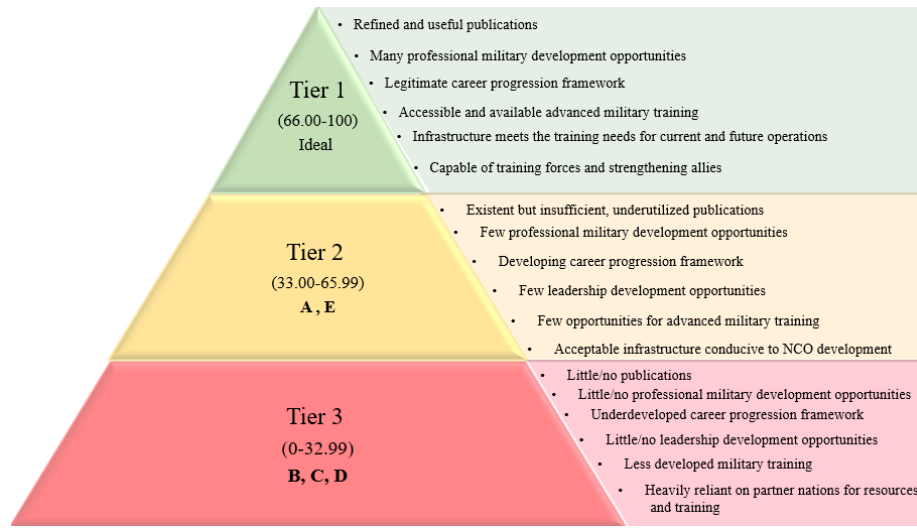 Tier 1
(66.00-100)
Ideal
• Refined and useful publications
• Many professional military development opportunities
• Legitimate career progression framework
• Accessible and available advanced military training
• Infrastructure meets the training needs for current and future operations
• Capable of training forces and strengthening allies
Tier 2
(33.00-65.99)
A , E
• Existent but insufficient, underutilized publications
• Few professional military development opportunities
• Developing career progression framework
• Few leadership development opportunities
• Few opportunities for advanced military training
• Acceptable infrastructure conducive to NCO development
Tier 3
(0-32.99)
B, C, D
• Little/no publications
• Little/no professional military development opportunities
• Underdeveloped career progression framework
• Little/no leadership development opportunities
• Less developed military training
• Heavily reliant on partner nations for resources
and training